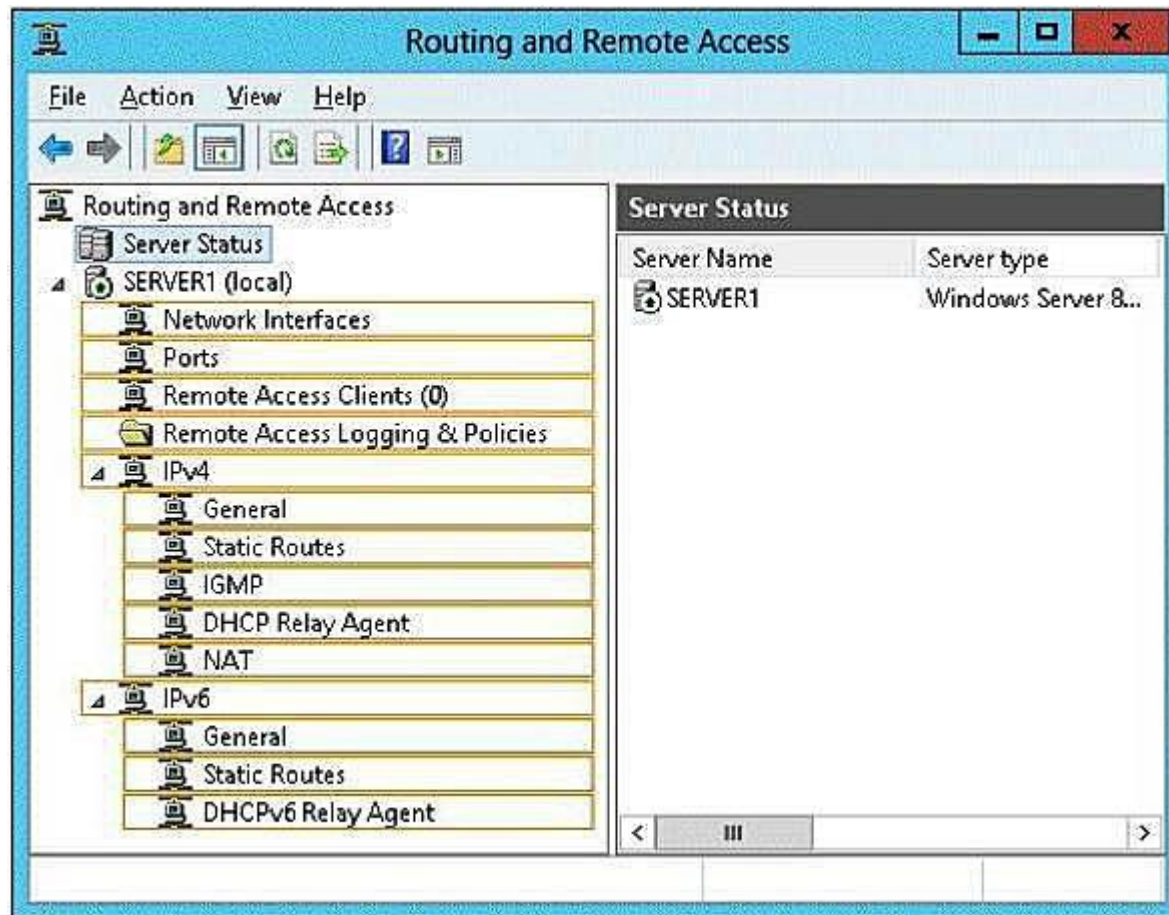 Routing and Remote Access
File Action View Help
Routing and Remote Access
Server Status
SERVER1 (local)
Network Interfaces
Ports
Remote Access Clients (0)
Remote Access Logging & Policies
IPv4
General
Static Routes
IGMP
DHCP Relay Agent
NAT
IPv6
General
Static Routes
DHCPv6 Relay Agent
Server Status
Server Name Server type
SERVER1 Windows Server 8...